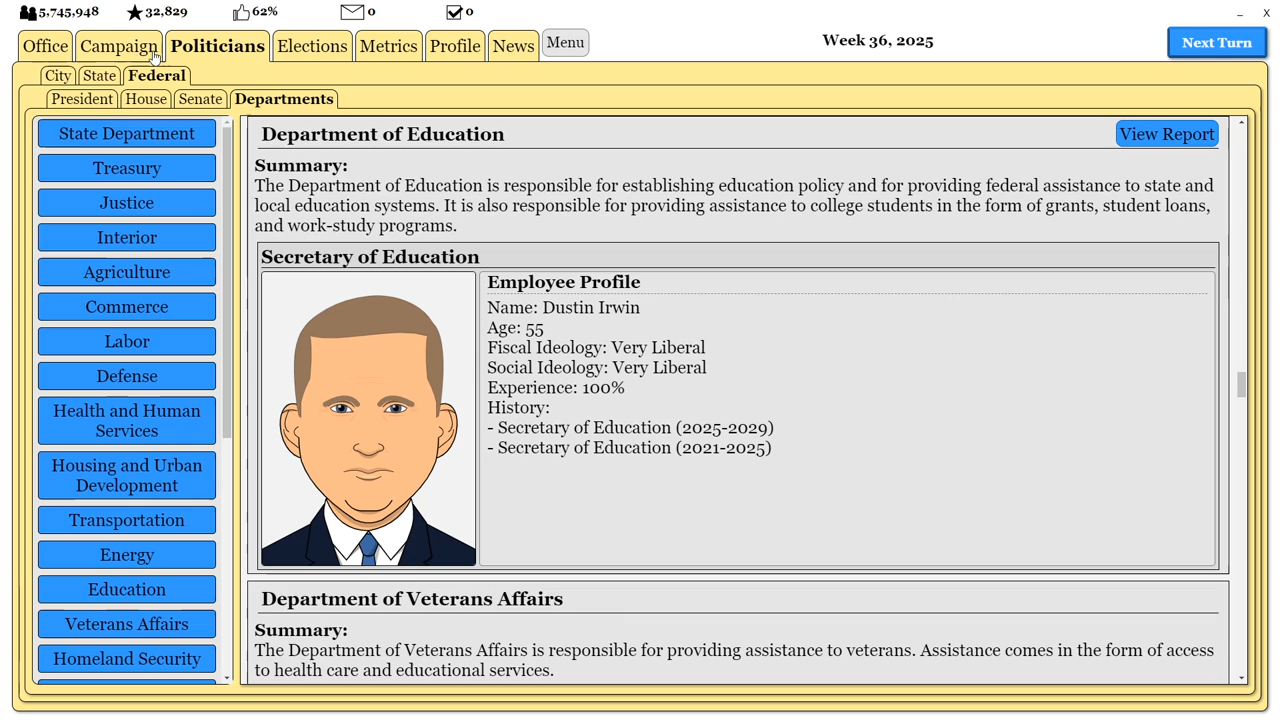 5,745,948 32,829 62% 0 0
_ X
Office Campaign Politicians Elections Metrics Profile News Menu
Week 36, 2025
Next Turn
City State Federal
President House Senate Departments
State Department
Treasury
Justice
Interior
Agriculture
Commerce
Labor
Defense
Health and Human
Services
Housing and Urban
Development
Transportation
Energy
Education
Veterans Affairs
Homeland Security
Department of Education
View Report
Summary:
The Department of Education is responsible for establishing education policy and for providing federal assistance to state and
local education systems. It is also responsible for providing assistance to college students in the form of grants, student loans,
and work-study programs.
Secretary of Education
Employee Profile
Name: Dustin Irwin
Age: 55
Fiscal Ideology: Very Liberal
Social Ideology: Very Liberal
Experience: 100%
History:
- Secretary of Education (2025-2029)
- Secretary of Education (2021-2025)
Department of Veterans Affairs
Summary:
The Department of Veterans Affairs is responsible for providing assistance to veterans. Assistance comes in the form of access
to health care and educational services.